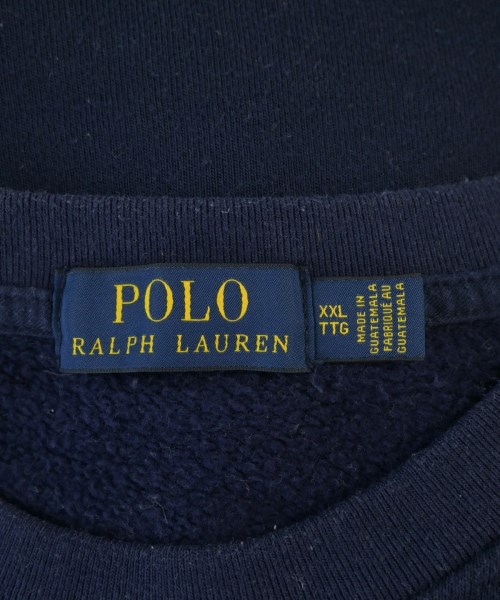 POLO
RALPH LAUREN
XXL
TTG
MADE IN
GUATEMALA
FABRIQUÉ AU
GUATEMALA